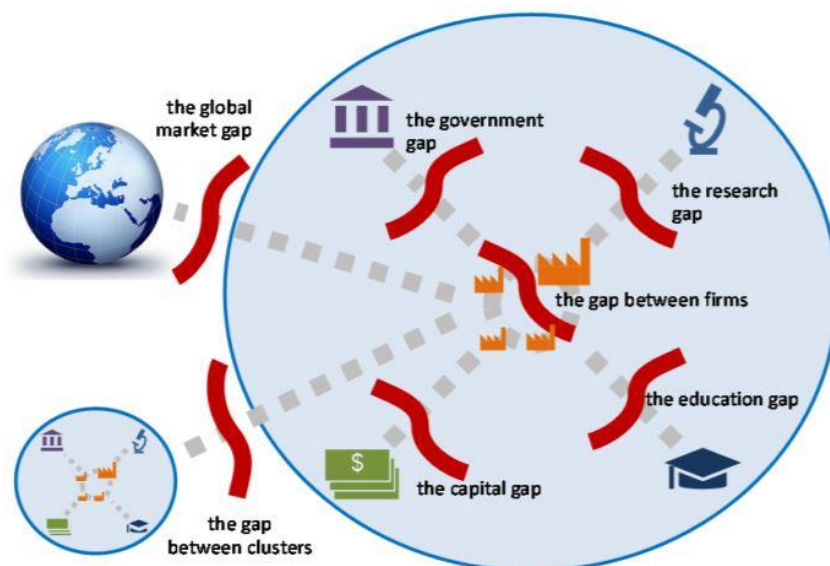 the global
market gap
the government
gap
the research
gap
the gap between firms
the education gap
$
the capital gap
the gap
between clusters